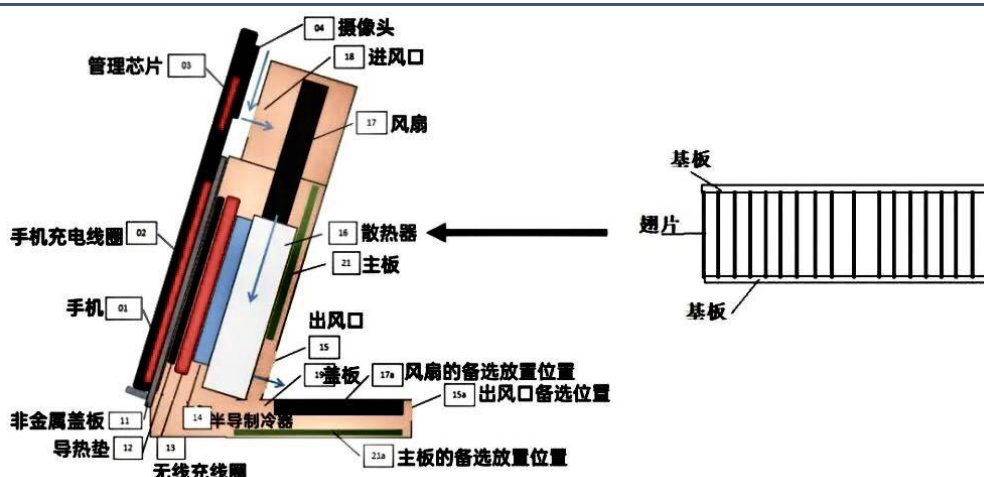 04 摄像头
18 进风口
管理芯片 03
17 风扇
基板
翅片
手机充电线圈 02
16 散热器
21 主板
基板
手机 01
出风口
15
19 盖板
17a 风扇的备选放置位置
15a 出风口备选位置
非金属盖板 11
14 半导制冷器
导热垫 12
13
无线充线圈
21a 主板的备选放置位置